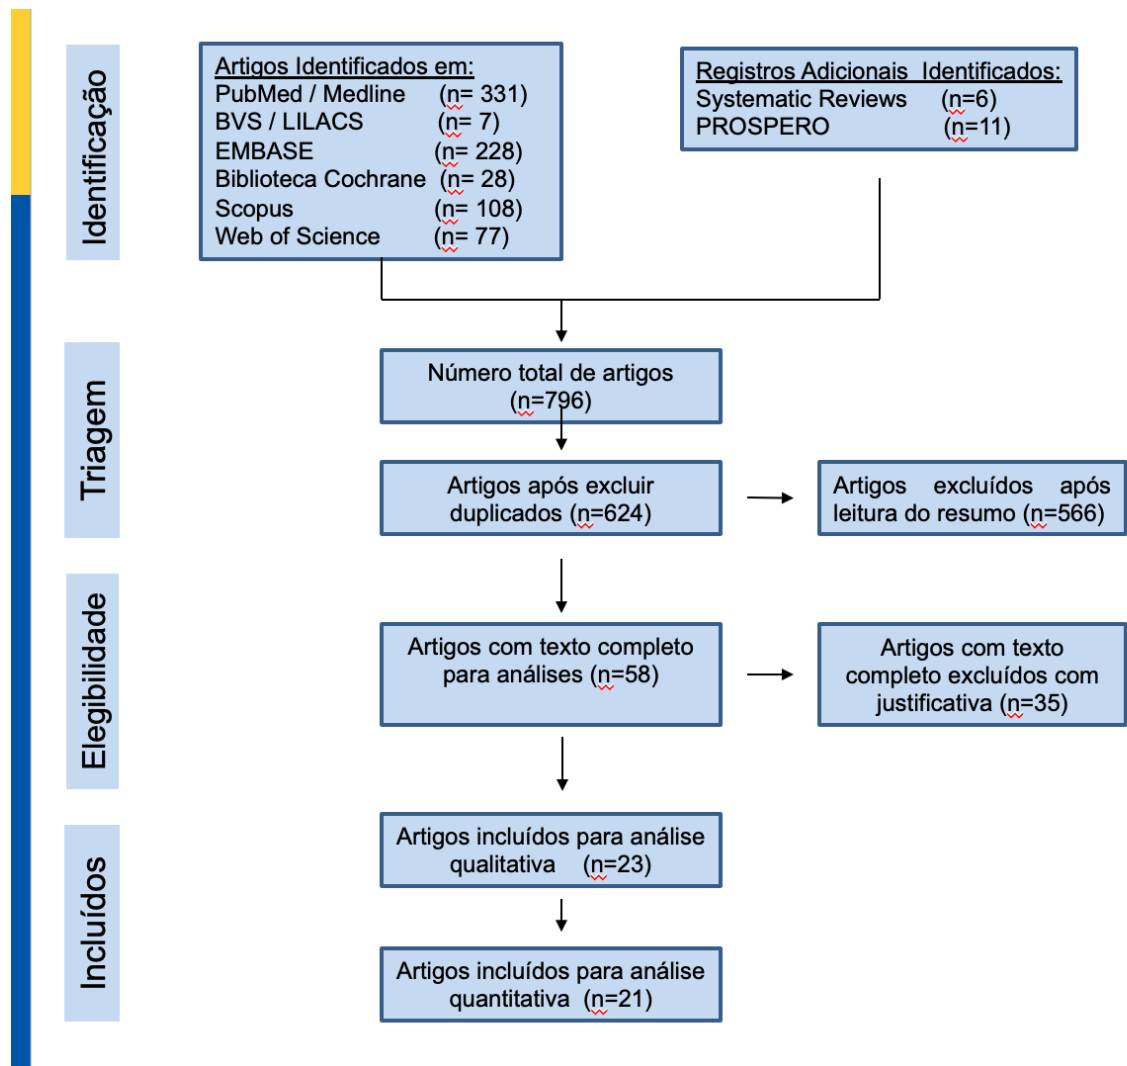 Identificação
Artigos Identificados em:
PubMed / Medline (n= 331)
BVS / LILACS (n= 7)
EMBASE (n= 228)
Biblioteca Cochrane (n= 28)
Scopus (n= 108)
Web of Science (n= 77)
Registros Adicionais Identificados:
Systematic Reviews (n=6)
PROSPERO (n=11)
Triagem
Número total de artigos
(n=796)
Artigos após excluir
duplicados (n=624)
Artigos excluídos após
leitura do resumo (n=566)
Elegibilidade
Artigos com texto completo
para análises (n=58)
Artigos com texto
completo excluídos com
justificativa (n=35)
Incluídos
Artigos incluídos para análise
qualitativa (n=23)
Artigos incluídos para análise
quantitativa (n=21)